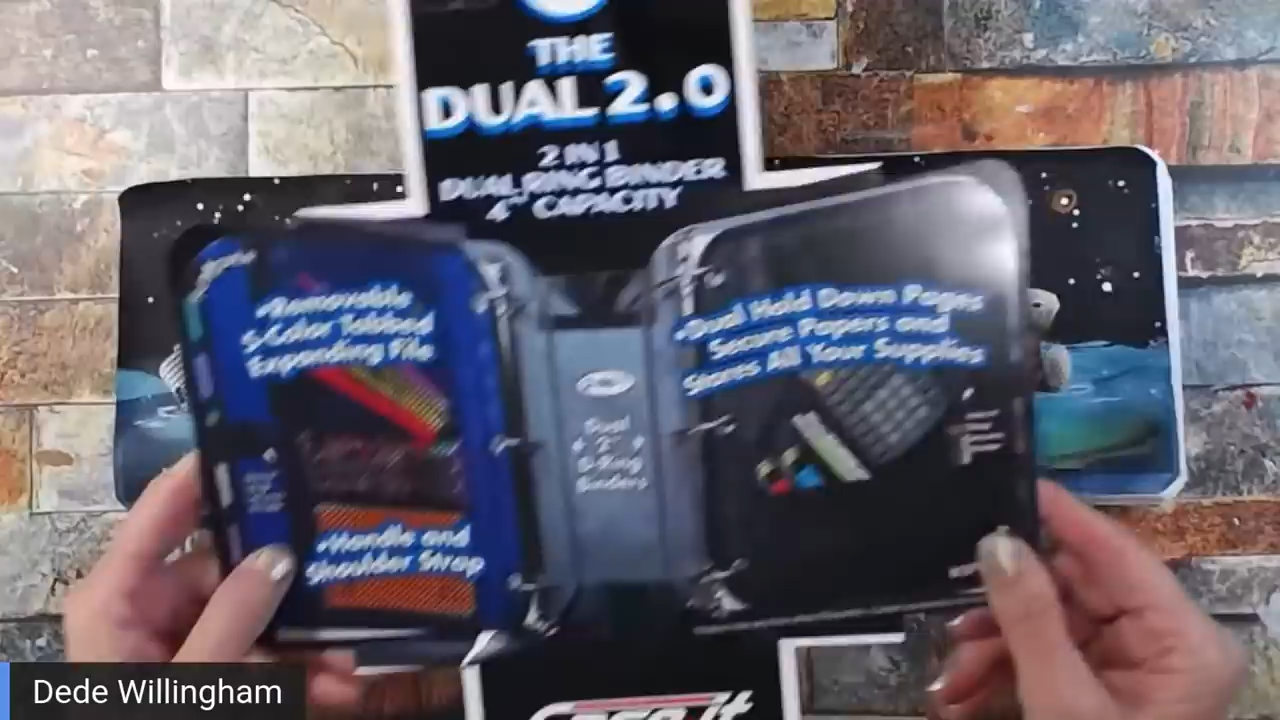 THE
DUAL 2.0
2 IN 1
DUAL RING BINDER
4" CAPACITY
•Removable
5-Color Tabbed
Expanding File
•Dual Hold Down Pages
Secure Papers and
Stores All Your Supplies
Dual
2"
Binders
•Handle and
Shoulder Strap
Case it
Dede Willingham